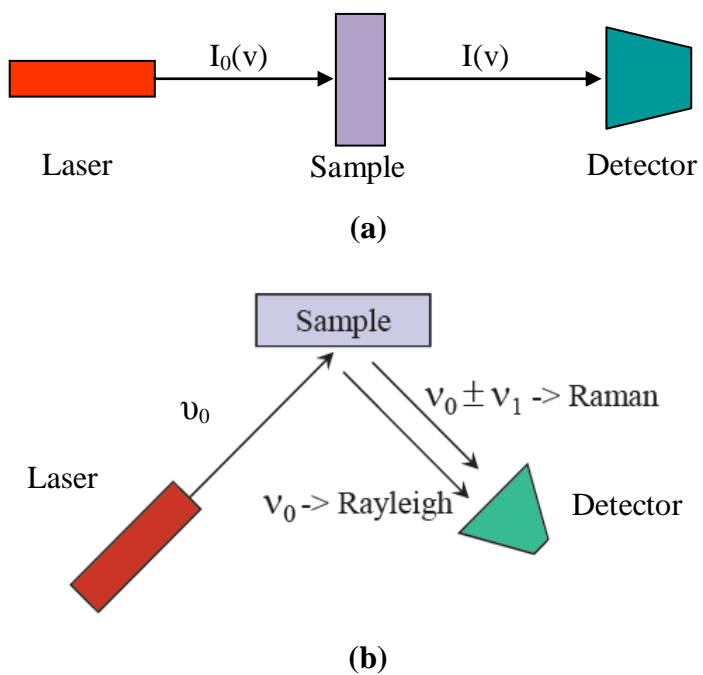 I₀(v) I(v)
Laser Sample Detector
(a)
Sample
υ₀ ν₀ ± ν₁ -> Raman
Laser ν₀ -> Rayleigh Detector
(b)